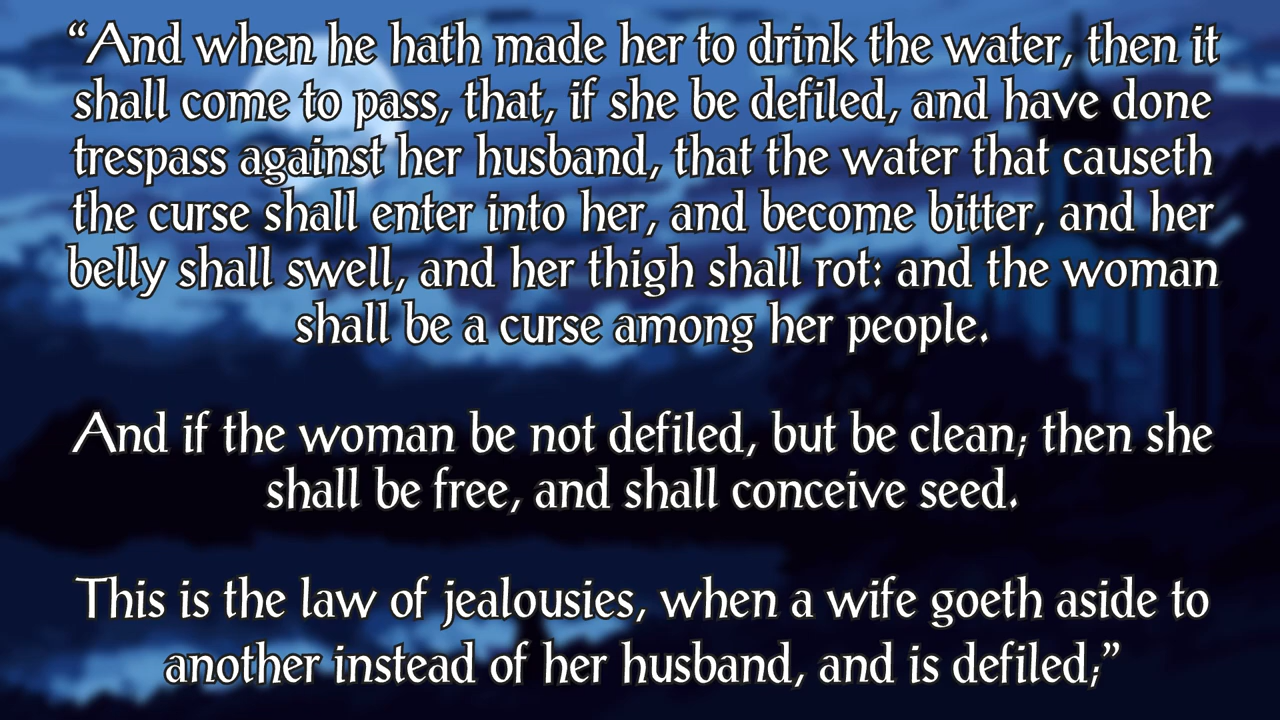 “And when he hath made her to drink the water, then it
shall come to pass, that, if she be defiled, and have done
trespass against her husband, that the water that causeth
the curse shall enter into her, and become bitter, and her
belly shall swell, and her thigh shall rot: and the woman
shall be a curse among her people.
And if the woman be not defiled, but be clean; then she
shall be free, and shall conceive seed.
This is the law of jealousies, when a wife goeth aside to
another instead of her husband, and is defiled;”